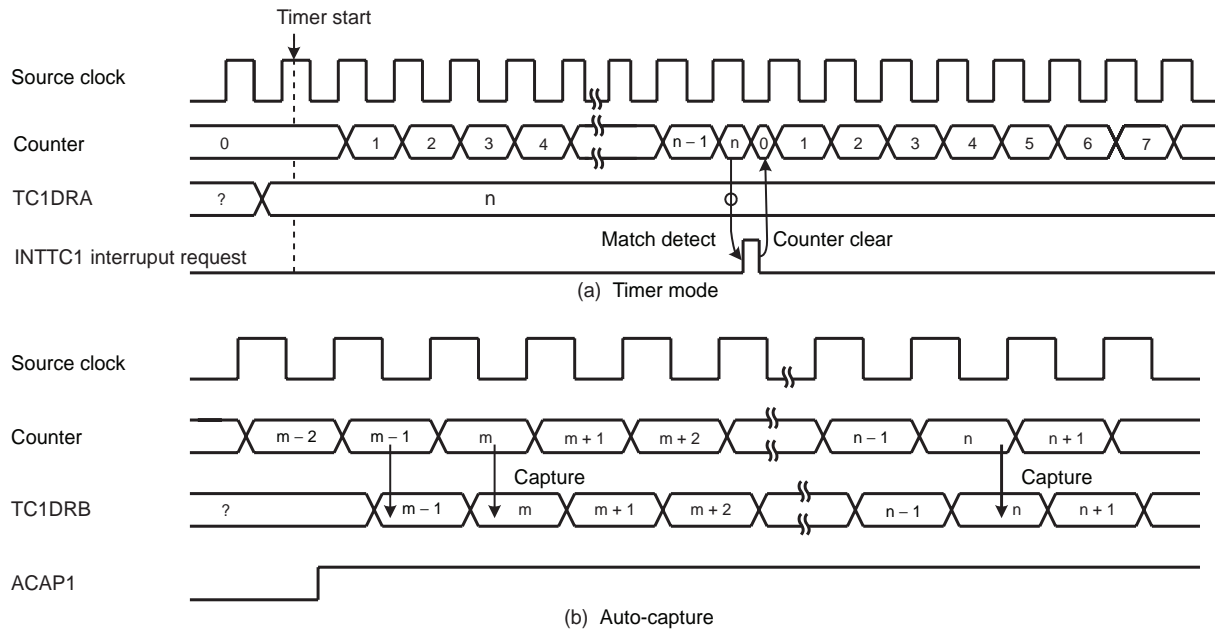 Timer start
Source clock
Counter
0 1 2 3 4 n – 1 n 0 1 2 3 4 5 6 7
TC1DRA
? n
Match detect Counter clear
INTTC1 interruput request
(a) Timer mode
Source clock
Counter
m – 2 m – 1 m m + 1 m + 2 n – 1 n n + 1
Capture Capture
TC1DRB
? m – 1 m m + 1 m + 2 n – 1 n n + 1
ACAP1
(b) Auto-capture